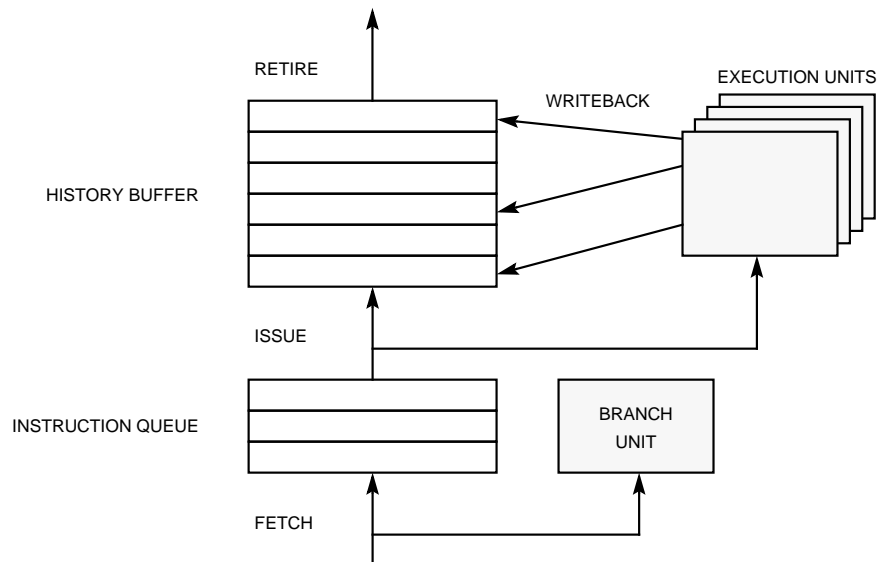 RETIRE
EXECUTION UNITS
WRITEBACK
HISTORY BUFFER
ISSUE
INSTRUCTION QUEUE
BRANCH
UNIT
FETCH